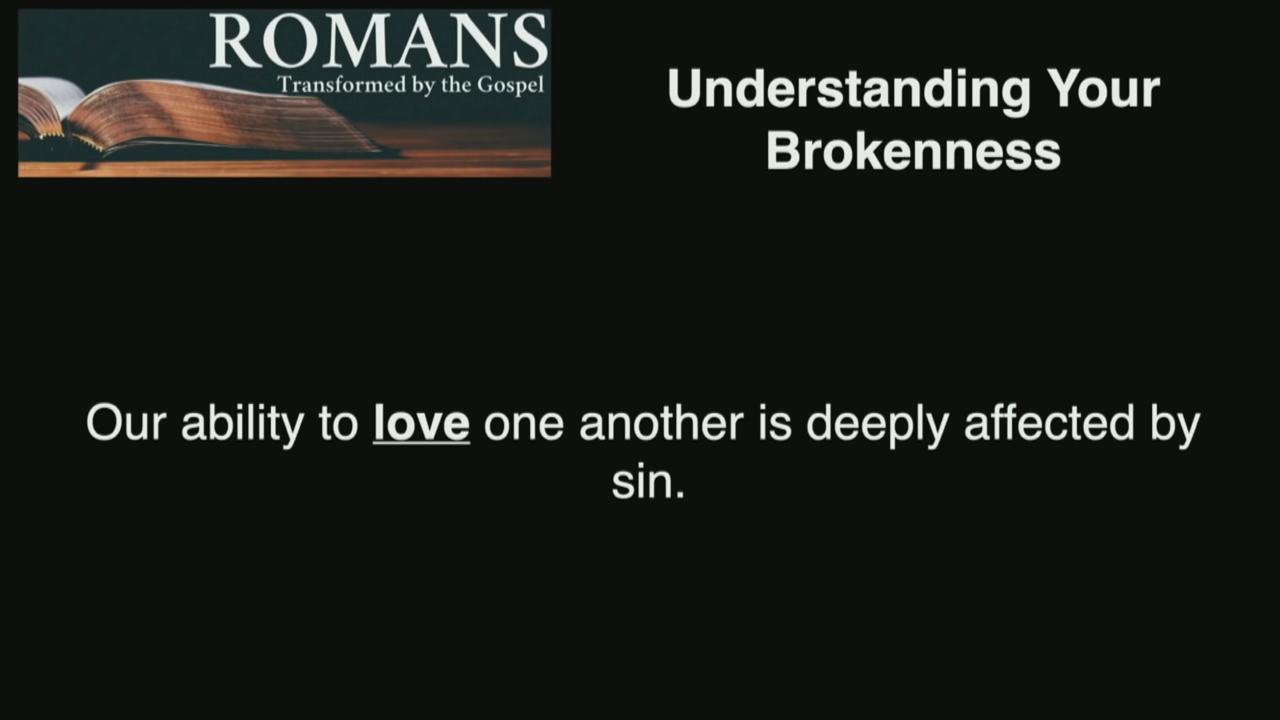 ROMANS
Transformed by the Gospel
Understanding Your
Brokenness
Our ability to love one another is deeply affected by
sin.